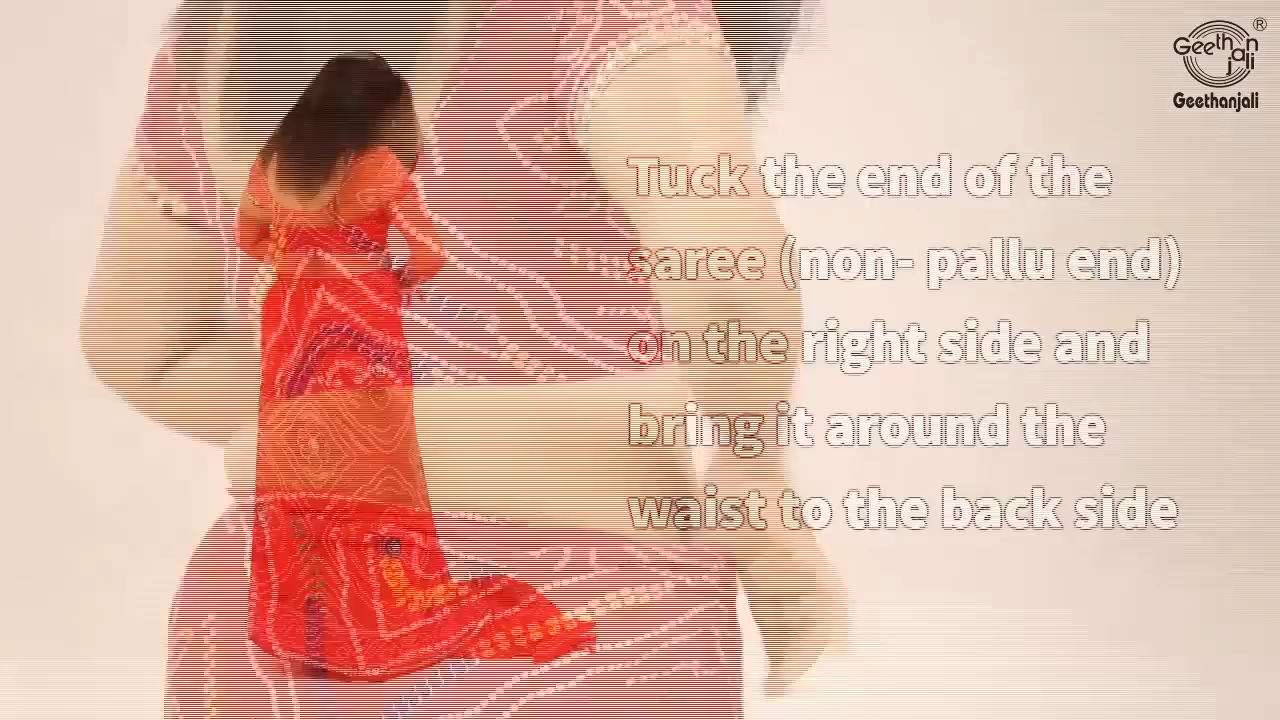 Geethanjali
®
Geethanjali
Tuck the end of the
saree (non- pallu end)
on the right side and
bring it around the
waist to the back side